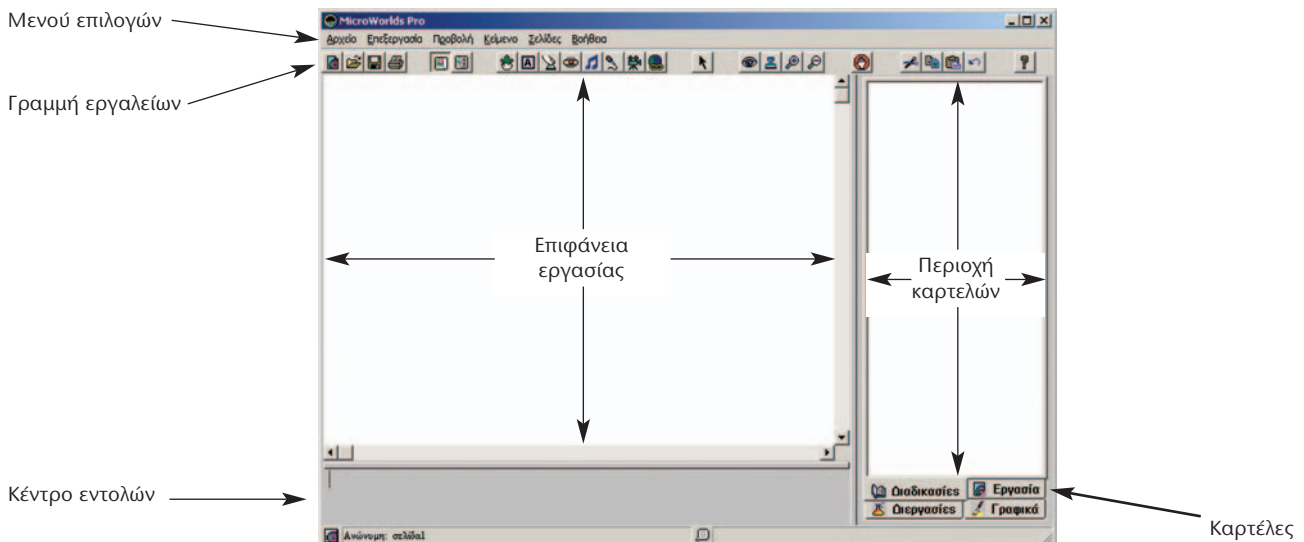 Μενού επιλογών
MicroWorlds Pro
Αρχείο Επεξεργασία Προβολή Κείμενο Σελίδες Βοήθεια
Γραμμή εργαλείων
Επιφάνεια
εργασίας
Περιοχή
καρτελών
Κέντρο εντολών
Διαδικασίες Εργασία
Διεργασίες Γραφικά
Καρτέλες
Ανώνυμη: σελίδα1